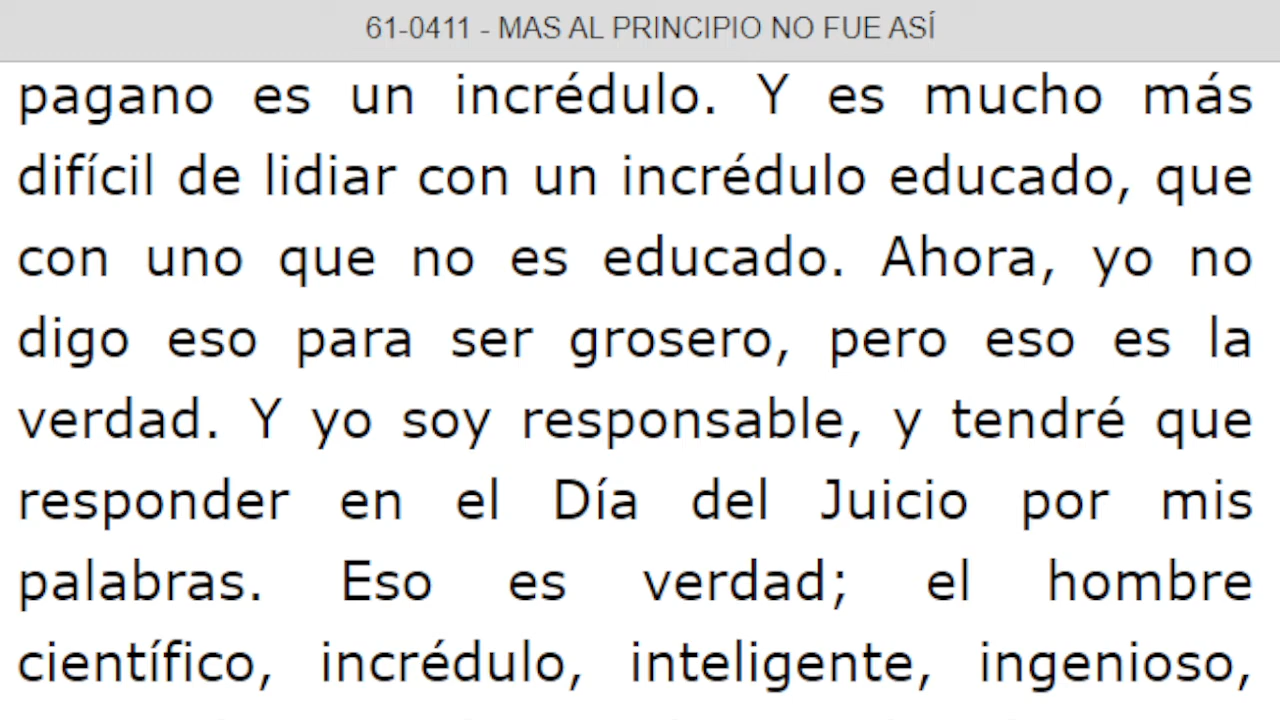 61-0411 - MAS AL PRINCIPIO NO FUE ASÍ
pagano es un incrédulo. Y es mucho más
difícil de lidiar con un incrédulo educado, que
con uno que no es educado. Ahora, yo no
digo eso para ser grosero, pero eso es la
verdad. Y yo soy responsable, y tendré que
responder en el Día del Juicio por mis
palabras. Eso es verdad; el hombre
científico, incrédulo, inteligente, ingenioso,